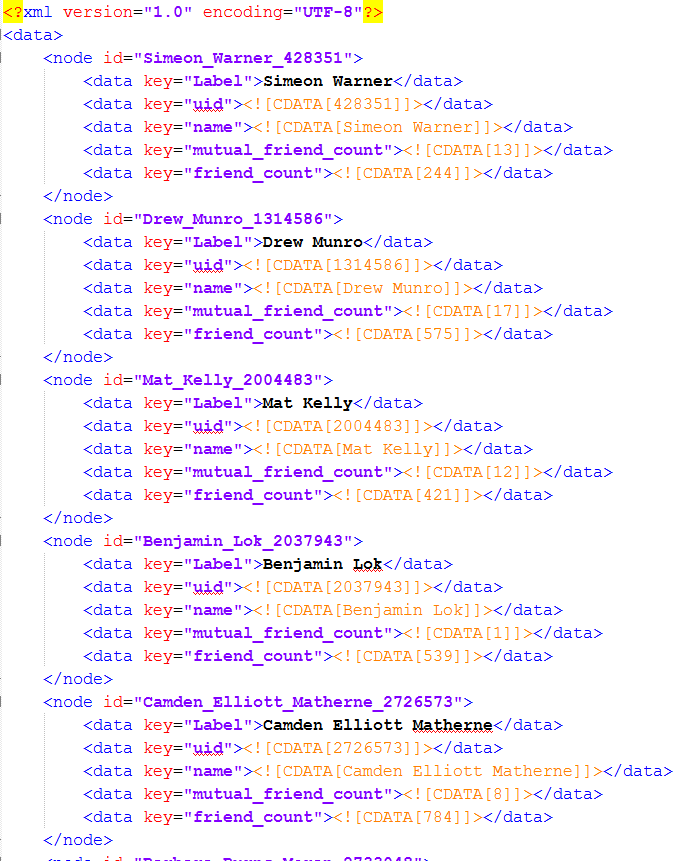 <?xml version="1.0" encoding="UTF-8"?>
<data>
<node id="Simeon_Warner_428351">
<data key="Label">Simeon Warner</data>
<data key="uid"><![CDATA[428351]]></data>
<data key="name"><![CDATA[Simeon Warner]]></data>
<data key="mutual_friend_count"><![CDATA[13]]></data>
<data key="friend_count"><![CDATA[244]]></data>
</node>
<node id="Drew_Munro_1314586">
<data key="Label">Drew Munro</data>
<data key="uid"><![CDATA[1314586]]></data>
<data key="name"><![CDATA[Drew Munro]]></data>
<data key="mutual_friend_count"><![CDATA[17]]></data>
<data key="friend_count"><![CDATA[575]]></data>
</node>
<node id="Mat_Kelly_2004483">
<data key="Label">Mat Kelly</data>
<data key="uid"><![CDATA[2004483]]></data>
<data key="name"><![CDATA[Mat Kelly]]></data>
<data key="mutual_friend_count"><![CDATA[12]]></data>
<data key="friend_count"><![CDATA[421]]></data>
</node>
<node id="Benjamin_Lok_2037943">
<data key="Label">Benjamin Lok</data>
<data key="uid"><![CDATA[2037943]]></data>
<data key="name"><![CDATA[Benjamin Lok]]></data>
<data key="mutual_friend_count"><![CDATA[1]]></data>
<data key="friend_count"><![CDATA[539]]></data>
</node>
<node id="Camden_Elliott_Matherne_2726573">
<data key="Label">Camden Elliott Matherne</data>
<data key="uid"><![CDATA[2726573]]></data>
<data key="name"><![CDATA[Camden Elliott Matherne]]></data>
<data key="mutual_friend_count"><![CDATA[8]]></data>
<data key="friend_count"><![CDATA[784]]></data>
</node>